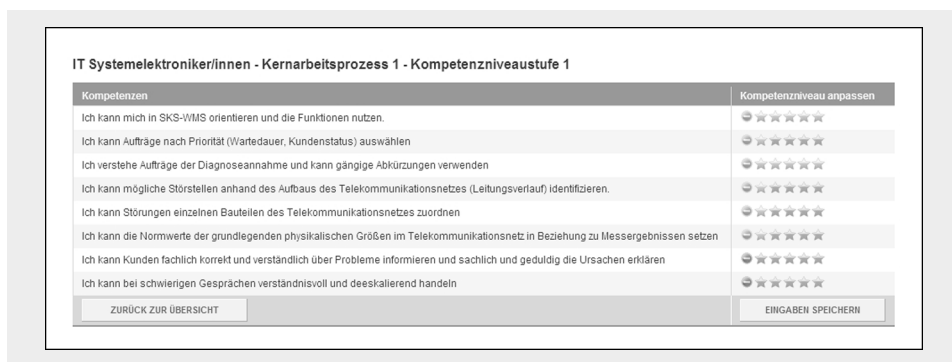 IT Systemelektroniker/innen - Kernarbeitsprozess 1 - Kompetenzniveaustufe 1
Kompetenzen Kompetenzniveau anpassen
Ich kann mich in SKS-WMS orientieren und die Funktionen nutzen.
Ich kann Aufträge nach Priorität (Wartedauer, Kundenstatus) auswählen
Ich verstehe Aufträge der Diagnoseannahme und kann gängige Abkürzungen verwenden
Ich kann mögliche Störstellen anhand des Aufbaus des Telekommunikationsnetzes (Leitungsverlauf) identifizieren.
Ich kann Störungen einzelnen Bauteilen des Telekommunikationsnetzes zuordnen
Ich kann die Normwerte der grundlegenden physikalischen Größen im Telekommunikationsnetz in Beziehung zu Messergebnissen setzen
Ich kann Kunden fachlich korrekt und verständlich über Probleme informieren und sachlich und geduldig die Ursachen erklären
Ich kann bei schwierigen Gesprächen verständnisvoll und deeskalierend handeln
ZURÜCK ZUR ÜBERSICHT EINGABEN SPEICHERN